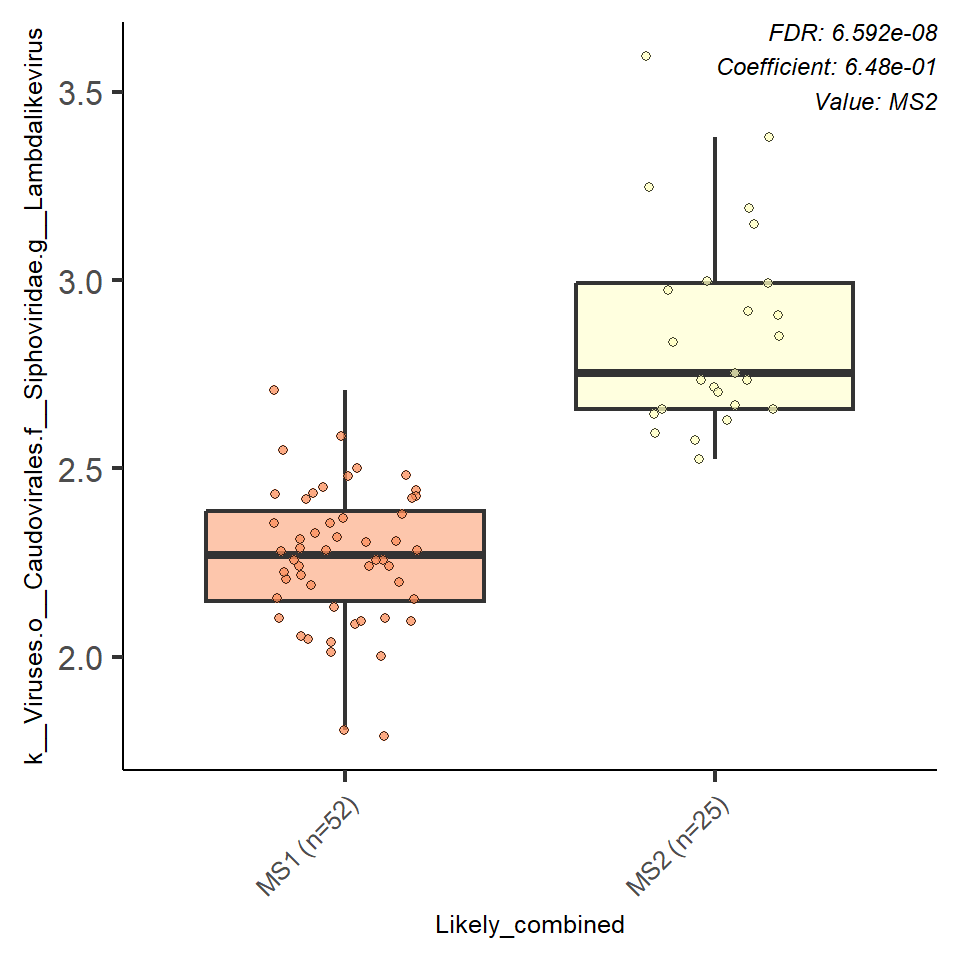 FDR: 6.592e-08
Coefficient: 6.48e-01
Value: MS2
k__Viruses.o__Caudovirales.f__Siphoviridae.g__Lambdalikevirus
3.5
3.0
2.5
2.0
MS1 (n=52)
MS2 (n=25)
Likely_combined